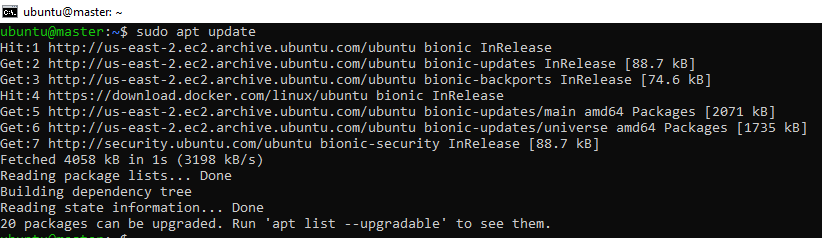 ubuntu@master: ~
ubuntu@master:~$ sudo apt update
Hit:1 http://us-east-2.ec2.archive.ubuntu.com/ubuntu bionic InRelease
Get:2 http://us-east-2.ec2.archive.ubuntu.com/ubuntu bionic-updates InRelease [88.7 kB]
Get:3 http://us-east-2.ec2.archive.ubuntu.com/ubuntu bionic-backports InRelease [74.6 kB]
Hit:4 https://download.docker.com/linux/ubuntu bionic InRelease
Get:5 http://us-east-2.ec2.archive.ubuntu.com/ubuntu bionic-updates/main amd64 Packages [2071 kB]
Get:6 http://us-east-2.ec2.archive.ubuntu.com/ubuntu bionic-updates/universe amd64 Packages [1735 kB]
Get:7 http://security.ubuntu.com/ubuntu bionic-security InRelease [88.7 kB]
Fetched 4058 kB in 1s (3198 kB/s)
Reading package lists... Done
Building dependency tree
Reading state information... Done
20 packages can be upgraded. Run 'apt list --upgradable' to see them.